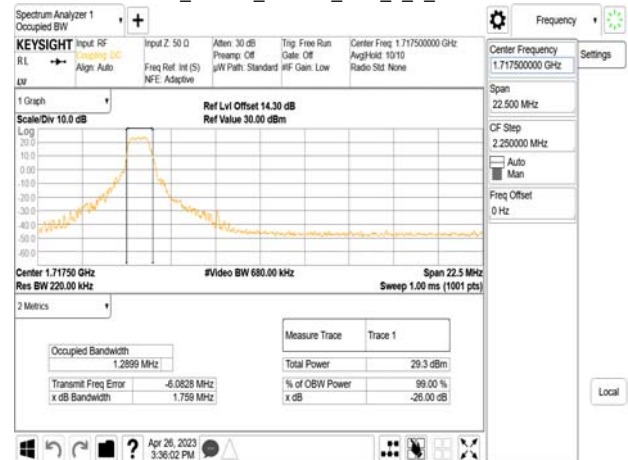 Spectrum Analyzer 1
Occupied BW
Frequency
KEYSIGHT
RL
Input: RF
Coupling: DC
Align: Auto
Input Z: 50 Ω
Freq Ref: Int (S)
NFE: Adaptive
Atten: 30 dB
Preamp: Off
µW Path: Standard
Trig: Free Run
Gate: Off
#IF Gain: Low
Center Freq: 1.717500000 GHz
Avg|Hold: 10/10
Radio Std: None
1 Graph
Scale/Div 10.0 dB
Ref Lvl Offset 14.30 dB
Ref Value 30.00 dBm
Log
20.0
10.0
0.00
-10.0
-20.0
-30.0
-40.0
-50.0
-60.0
Center 1.71750 GHz
Res BW 220.00 kHz
#Video BW 680.00 kHz
Span 22.5 MHz
Sweep 1.00 ms (1001 pts)
2 Metrics
Measure Trace Trace 1
Occupied Bandwidth
1.2899 MHz
Total Power 29.3 dBm
Transmit Freq Error -6.0828 MHz
% of OBW Power 99.00 %
x dB Bandwidth 1.759 MHz
x dB -26.00 dB
Center Frequency
1.717500000 GHz
Settings
Span
22.500 MHz
CF Step
2.250000 MHz
Auto
Man
Freq Offset
0 Hz
Local
?
Apr 26, 2023
3:36:02 PM